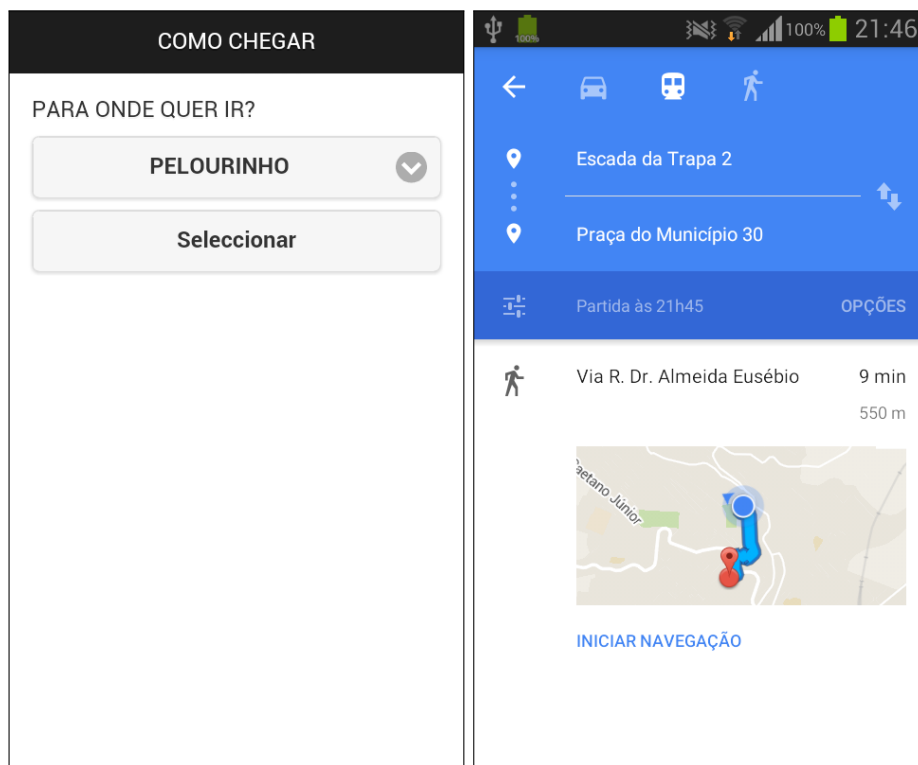 COMO CHEGAR
PARA ONDE QUER IR?
PELOURINHO
Seleccionar
100% 100% 21:46
Escada da Trapa 2
Praça do Município 30
Partida às 21h45 OPÇÕES
Via R. Dr. Almeida Eusébio 9 min
550 m
aetano Júnior
INICIAR NAVEGAÇÃO